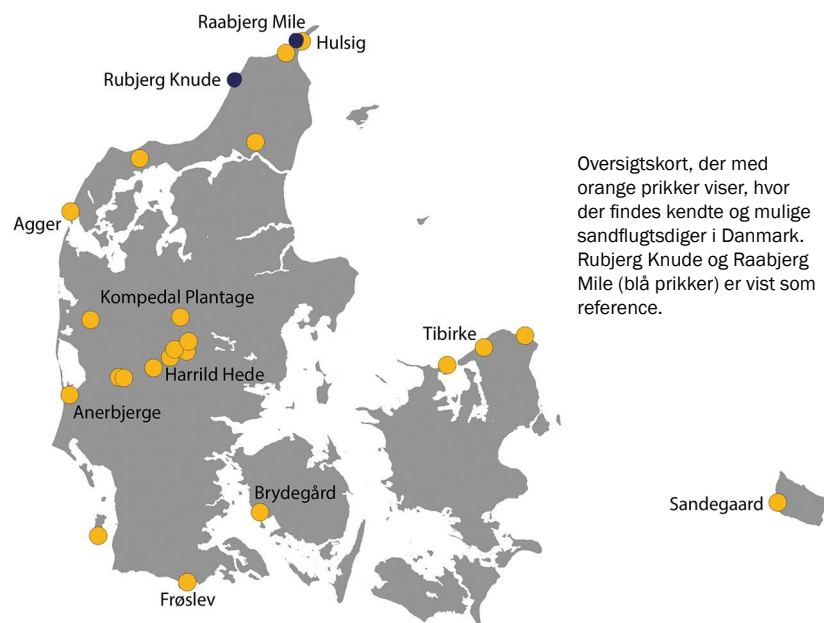 Raabjerg Mile
Hulsig
Rubjerg Knude
Oversigtskort, der med
orange prikker viser, hvor
der findes kendte og mulige
sandflugtsdiger i Danmark.
Rubjerg Knude og Raabjerg
Mile (blå prikker) er vist som
reference.
Agger
Kompedal Plantage
Tibirke
Harrild Hede
Anerbjerge
Brydegård
Sandegaard
Frøslev